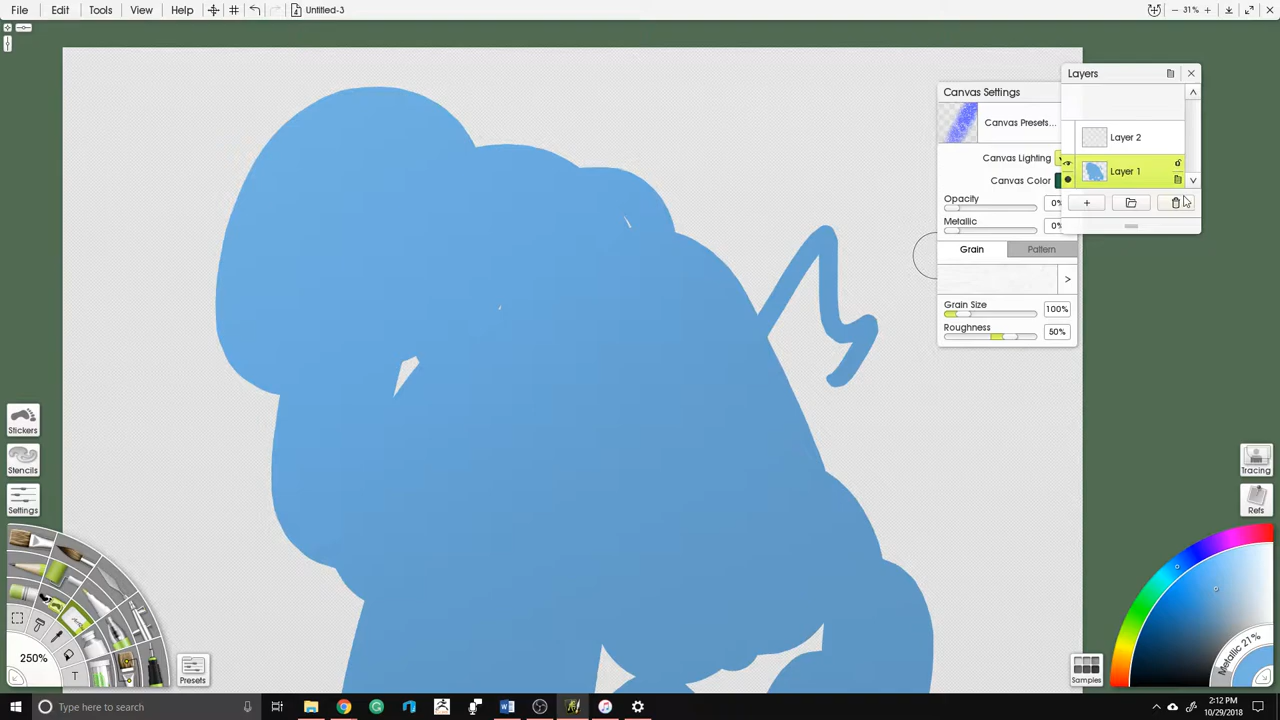 File Edit Tools View Help Untitled-3 31%
Layers
Canvas Settings
Canvas Presets...
Layer 2
Canvas Lighting
Layer 1
Canvas Color
Opacity 0%
Metallic 0%
Grain Pattern
>
Grain Size 100%
Roughness 50%
Stickers
Stencils
Settings
Tracing
Refs
250%
T
Presets
Samples
Metallic 21%
Type here to search
2:12 PM
10/29/2018